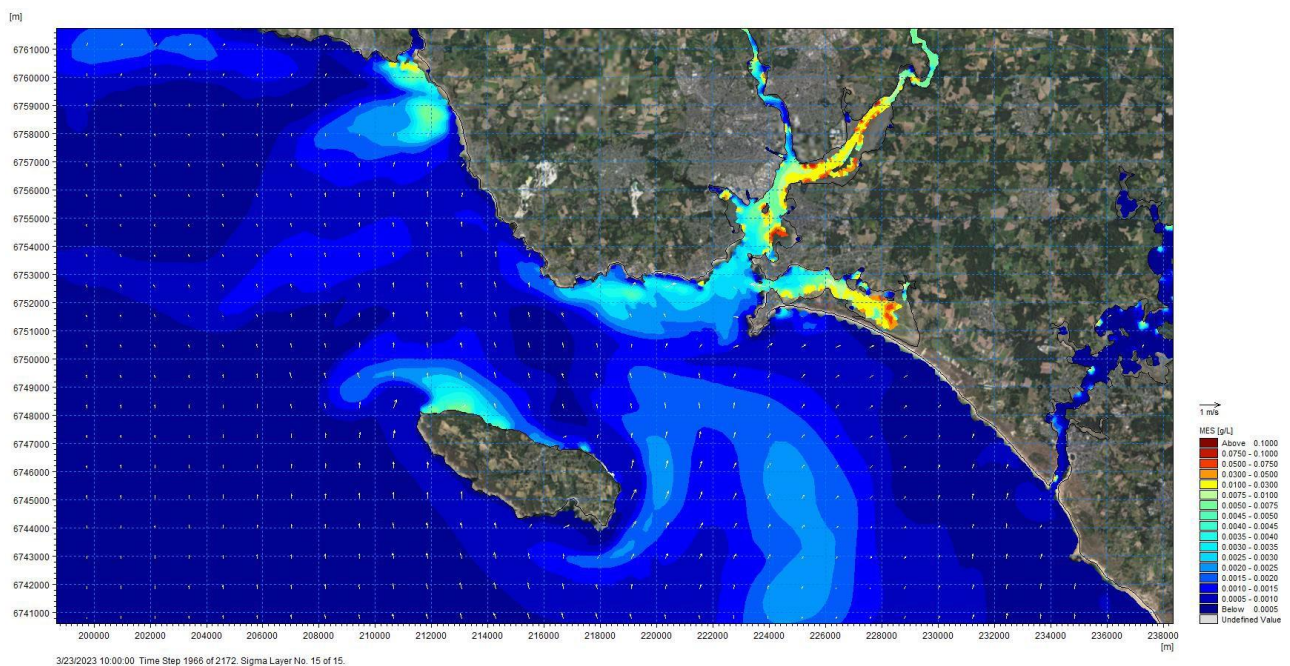 [m]
6761000
6760000
6759000
6758000
6757000
6756000
6755000
6754000
6753000
6752000
6751000
6750000
6749000
6748000
6747000
6746000
6745000
6744000
6743000
6742000
6741000
200000 202000 204000 206000 208000 210000 212000 214000 216000 218000 220000 222000 224000 226000 228000 230000 232000 234000 236000 238000
[m]
1 m/s
MES [g/L]
Above 0.1000
0.0750 - 0.1000
0.0500 - 0.0750
0.0300 - 0.0500
0.0100 - 0.0300
0.0075 - 0.0100
0.0050 - 0.0075
0.0045 - 0.0050
0.0040 - 0.0045
0.0035 - 0.0040
0.0030 - 0.0035
0.0025 - 0.0030
0.0020 - 0.0025
0.0015 - 0.0020
0.0010 - 0.0015
0.0005 - 0.0010
Below 0.0005
Undefined Value
3/23/2023 10:00:00 Time Step 1966 of 2172. Sigma Layer No. 15 of 15.